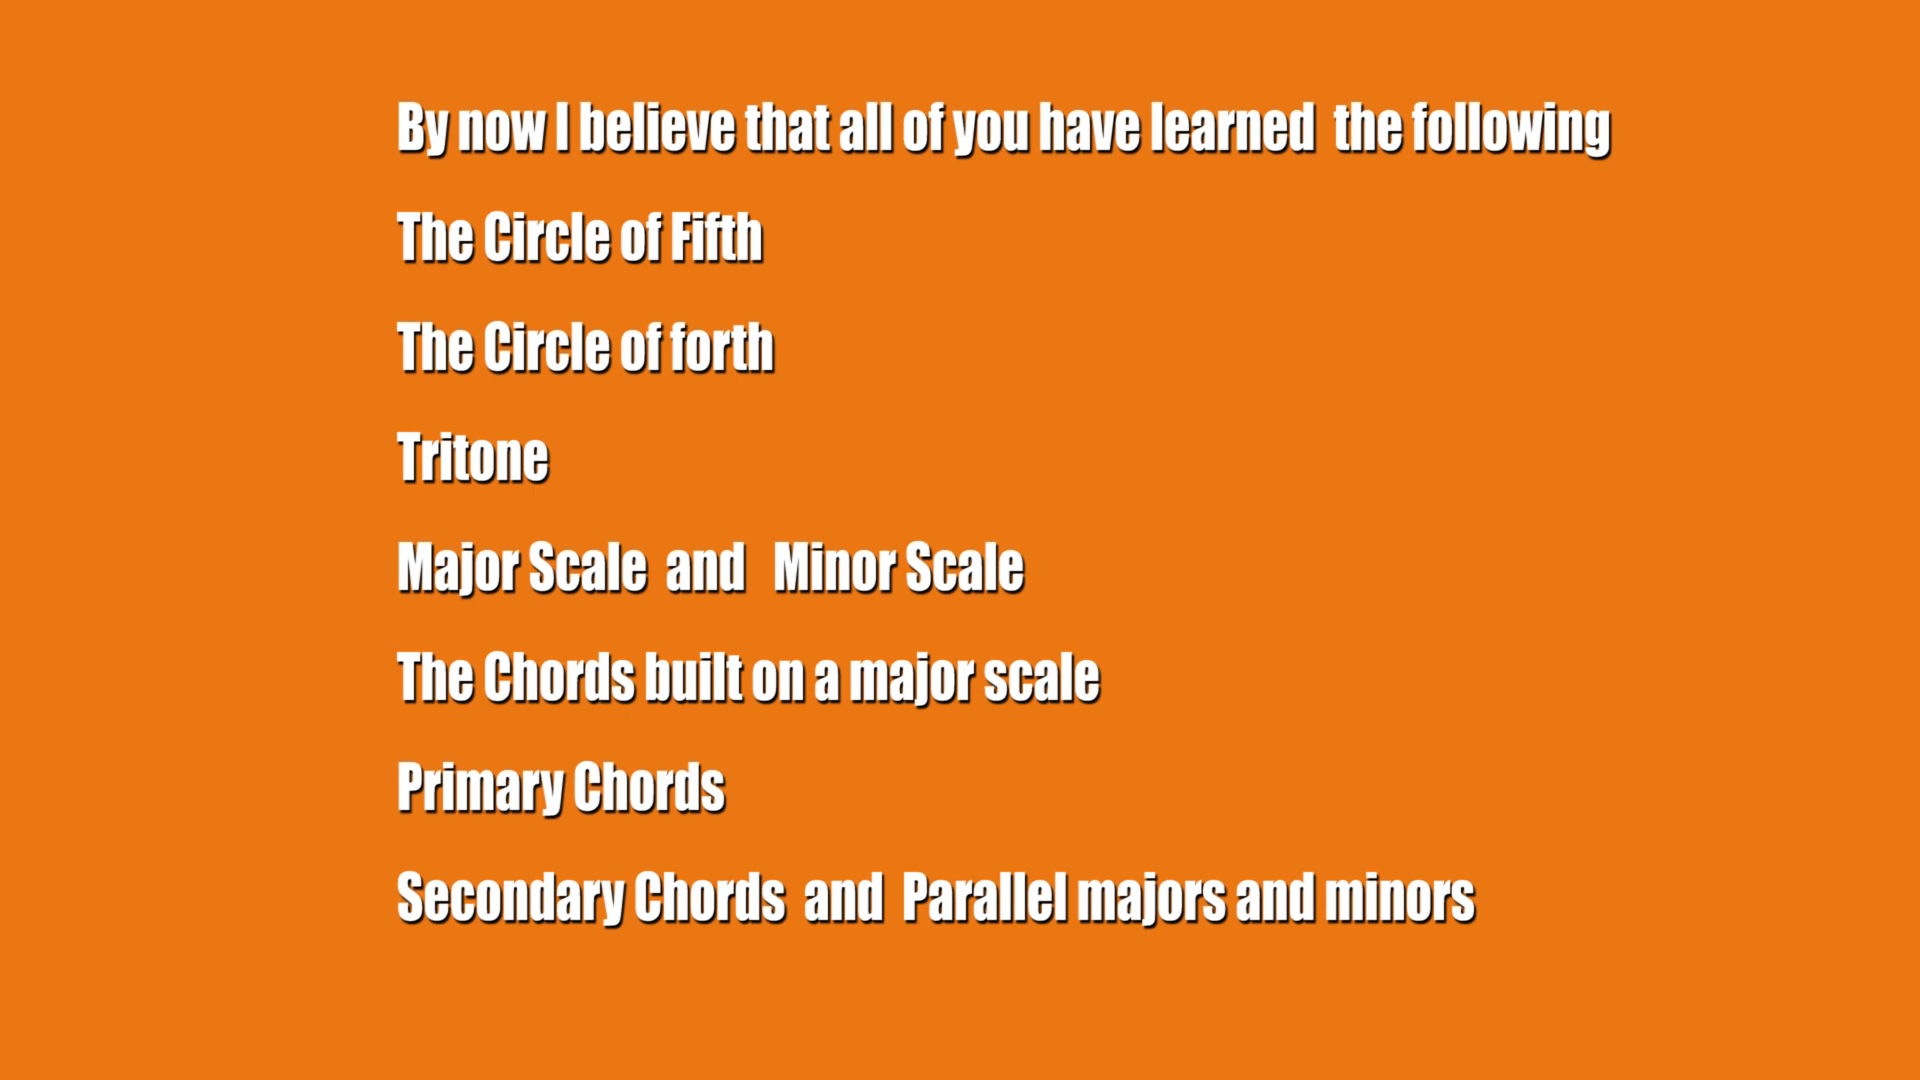 By now I believe that all of you have learned the following
The Circle of Fifth
The Circle of forth
Tritone
Major Scale and Minor Scale
The Chords built on a major scale
Primary Chords
Secondary Chords and Parallel majors and minors